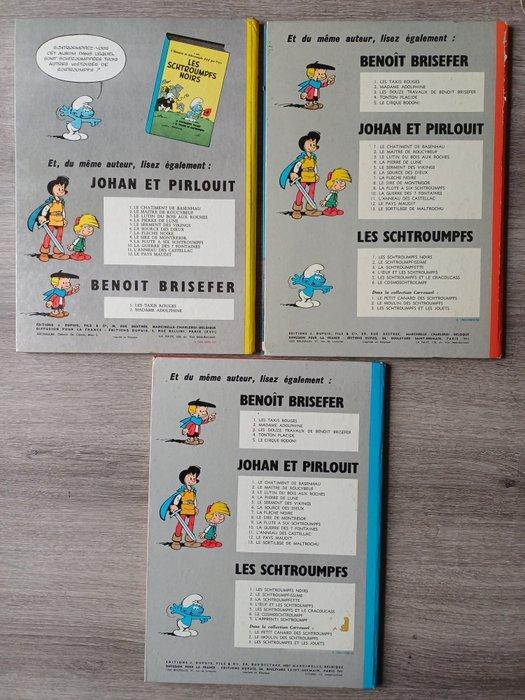 SCHTROUMPFEZ-VOUS
CET ALBUM DANS LEQUEL
SONT SCHTROUMPFÉES TROIS
AUTRES HISTOIRES DE
SCHTROUMPFS ?
LES
SCHTROUMPFS
NOIRS
Et, du même auteur, lisez également :
JOHAN ET PIRLOUIT
1. LE CHATIMENT DE BASENHAU
2. LE MAITRE DE ROUCYBEUF
3. LE LUTIN DU BOIS AUX ROCHES
4. LA PIERRE DE LUNE
5. LE SERMENT DES VIKINGS
6. LA SOURCE DES DIEUX
7. LA FLECHE NOIRE
8. LE SIRE DE MONTRESOR
9. LA FLUTE A SIX SCHTROUMPFS
10. LA GUERRE DES 7 FONTAINES
11. L'ANNEAU DES CASTELLAC
12. LE PAYS MAUDIT
BENOIT BRISEFER
1. LES TAXIS ROUGES
2. MADAME ADOLPHINE
Et du même auteur, lisez également :
BENOÎT BRISEFER
1. LES TAXIS ROUGES
2. MADAME ADOLPHINE
3. LES DOUZE TRAVAUX DE BENOIT BRISEFER
4. TONTON PLACIDE
5. LE CIRQUE BODONI
JOHAN ET PIRLOUIT
1. LE CHATIMENT DE BASENHAU
2. LE MAITRE DE ROUCYBEUF
3. LE LUTIN DU BOIS AUX ROCHES
4. LA PIERRE DE LUNE
5. LE SERMENT DES VIKINGS
6. LA SOURCE DES DIEUX
7. LA FLECHE NOIRE
8. LE SIRE DE MONTRESOR
9. LA FLUTE A SIX SCHTROUMPFS
10. LA GUERRE DES 7 FONTAINES
11. L'ANNEAU DES CASTELLAC
12. LE PAYS MAUDIT
13. LE SORTILEGE DE MALTROCHU
LES SCHTROUMPFS
1. LES SCHTROUMPFS NOIRS
2. LE SCHTROUMPFISSIME
3. LA SCHTROUMPFETTE
4. L'ŒUF ET LES SCHTROUMPFS
5. LES SCHTROUMPFS ET LE CRACOUCASS
6. LE COSMOSCHTROUMPF
Dans la collection Carrousel :
1. LE PETIT CANARD DES SCHTROUMPFS
2. LE MOULIN DES SCHTROUMPFS
3. LES SCHTROUMPFS ET LES JOUETS
Et du même auteur, lisez également :
BENOÎT BRISEFER
1. LES TAXIS ROUGES
2. MADAME ADOLPHINE
3. LES DOUZE TRAVAUX DE BENOIT BRISEFER
4. TONTON PLACIDE
5. LE CIRQUE BODONI
JOHAN ET PIRLOUIT
1. LE CHATIMENT DE BASENHAU
2. LE MAITRE DE ROUCYBEUF
3. LE LUTIN DU BOIS AUX ROCHES
4. LA PIERRE DE LUNE
5. LE SERMENT DES VIKINGS
6. LA SOURCE DES DIEUX
7. LA FLECHE NOIRE
8. LE SIRE DE MONTRESOR
9. LA FLUTE A SIX SCHTROUMPFS
10. LA GUERRE DES 7 FONTAINES
11. L'ANNEAU DES CASTELLAC
12. LE PAYS MAUDIT
13. LE SORTILEGE DE MALTROCHU
LES SCHTROUMPFS
1. LES SCHTROUMPFS NOIRS
2. LE SCHTROUMPFISSIME
3. LA SCHTROUMPFETTE
4. L'ŒUF ET LES SCHTROUMPFS
5. LES SCHTROUMPFS ET LE CRACOUCASS
6. LE COSMOSCHTROUMPF
7. L'APPRENTI SCHTROUMPF
Dans la collection Carrousel :
1. LE PETIT CANARD DES SCHTROUMPFS
2. LE MOULIN DES SCHTROUMPFS
3. LES SCHTROUMPFS ET LES JOUETS